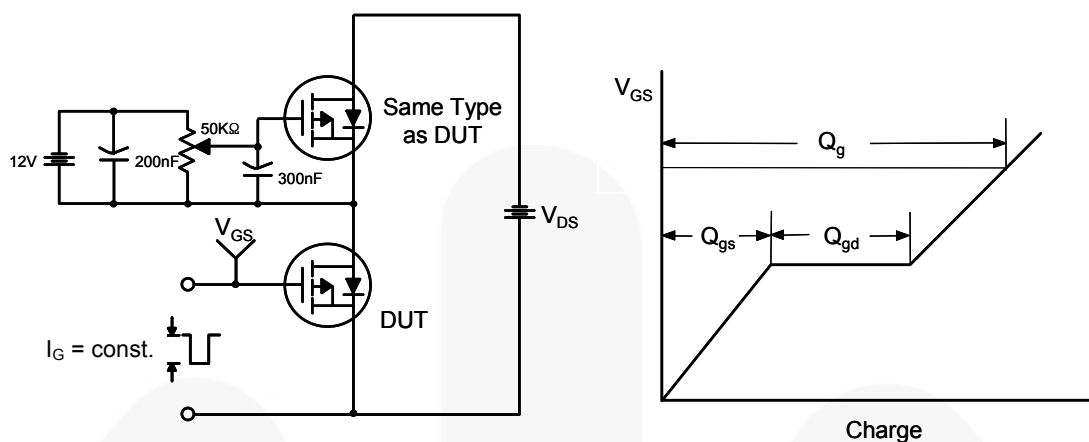 Same Type
as DUT
50KΩ
12V
200nF
300nF
V_GS
V_DS
DUT
I_G = const.
V_GS
Q_g
Q_gs
Q_gd
Charge